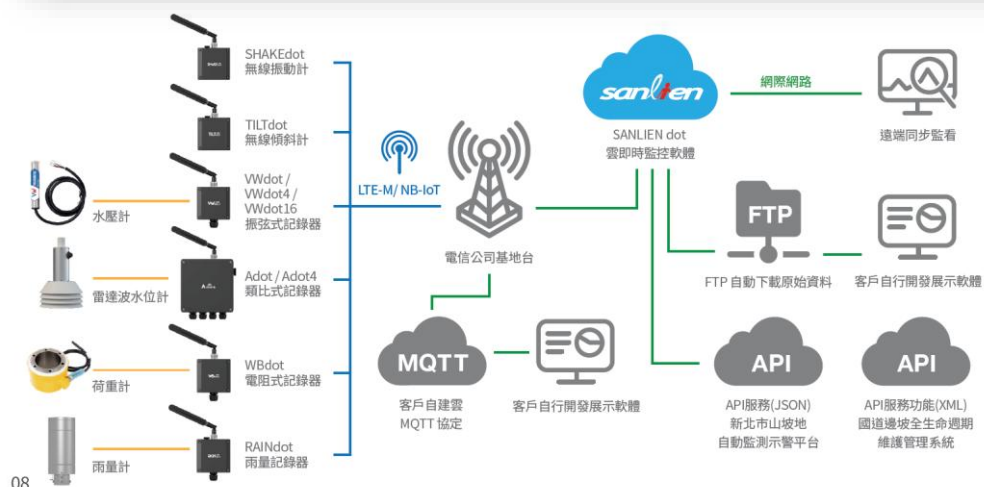 SHAKEdot
無線振動計
TILTdot
無線傾斜計
水壓計
VWdot /
VWdot4 /
VWdot16
振弦式記錄器
雷達波水位計
Adot / Adot4
類比式記錄器
荷重計
WBdot
電阻式記錄器
雨量計
RAINdot
雨量記錄器
LTE-M/ NB-IoT
電信公司基地台
MQTT
客戶自建雲
MQTT 協定
客戶自行開發展示軟體
sanlien
SANLIEN dot
雲即時監控軟體
網際網路
遠端同步監看
FTP
FTP 自動下載原始資料
客戶自行開發展示軟體
API
API服務(JSON)
新北市山坡地
自動監測示警平台
API
API服務功能(XML)
國道邊坡全生命週期
維護管理系統
08